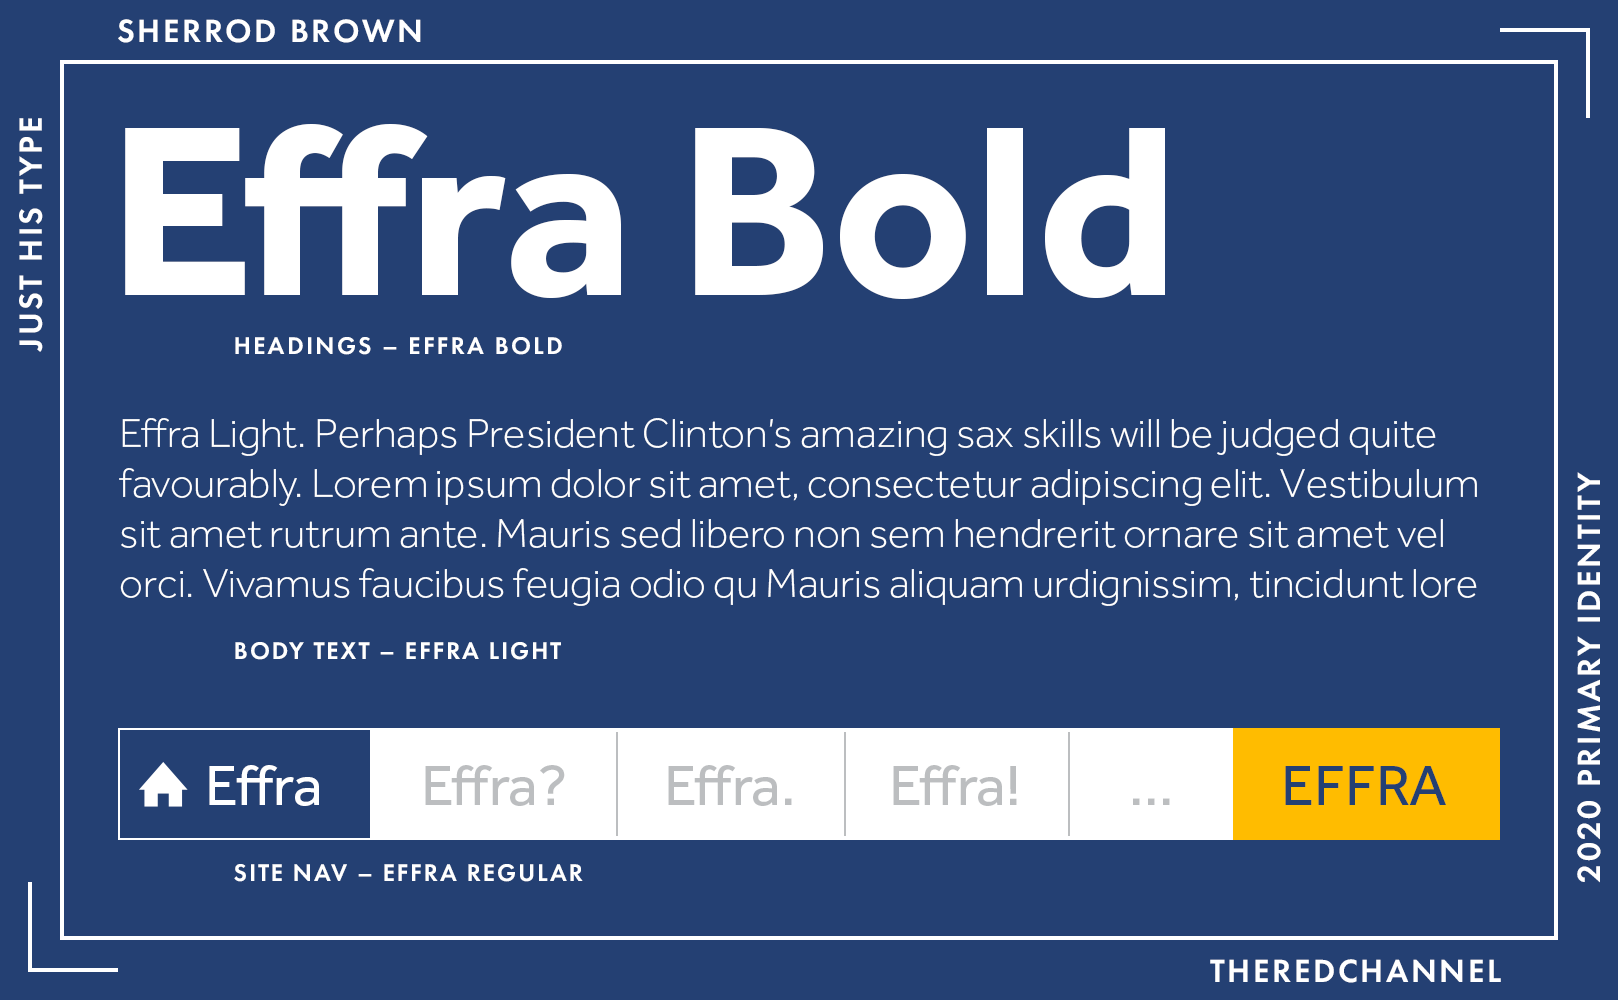 SHERROD BROWN
JUST HIS TYPE
Effra Bold
HEADINGS – EFFRA BOLD
Effra Light. Perhaps President Clinton's amazing sax skills will be judged quite
favourably. Lorem ipsum dolor sit amet, consectetur adipiscing elit. Vestibulum
sit amet rutrum ante. Mauris sed libero non sem hendrerit ornare sit amet vel
orci. Vivamus faucibus feugia odio qu Mauris aliquam urdignissim, tincidunt lore
BODY TEXT – EFFRA LIGHT
Effra Effra? Effra. Effra! ... EFFRA
SITE NAV – EFFRA REGULAR
2020 PRIMARY IDENTITY
THEREDCHANNEL